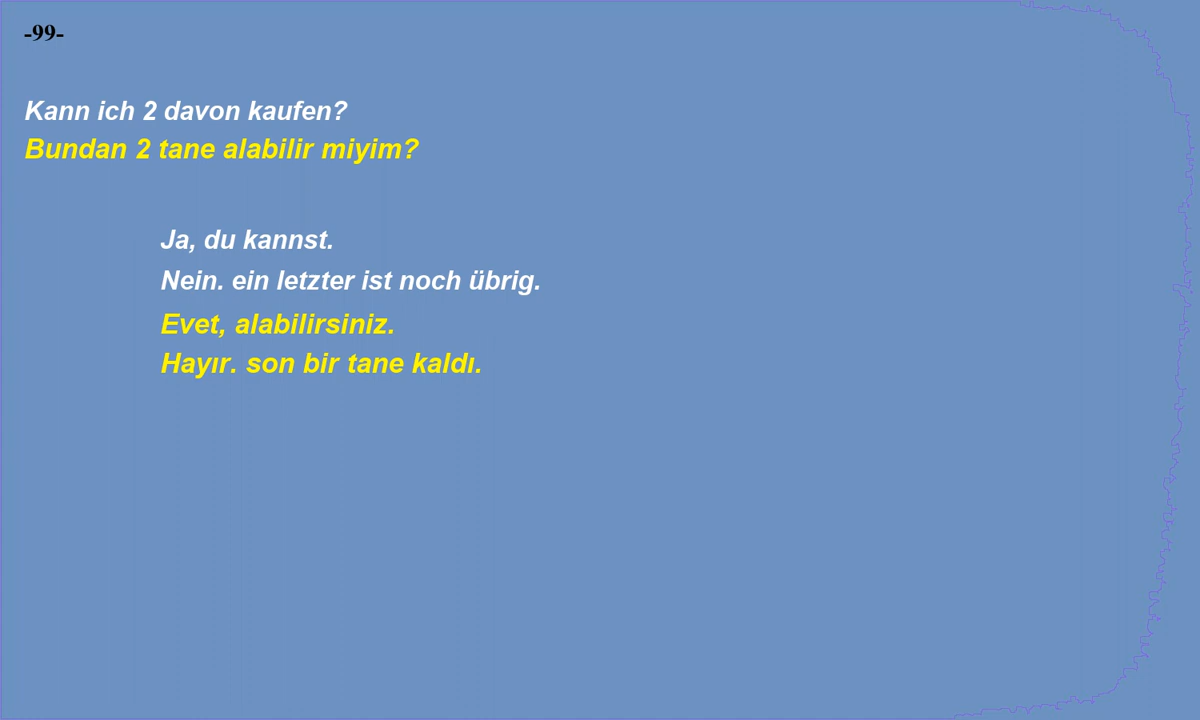 -99-
Kann ich 2 davon kaufen?
Bundan 2 tane alabilir miyim?
Ja, du kannst.
Nein. ein letzter ist noch übrig.
Evet, alabilirsiniz.
Hayır. son bir tane kaldı.